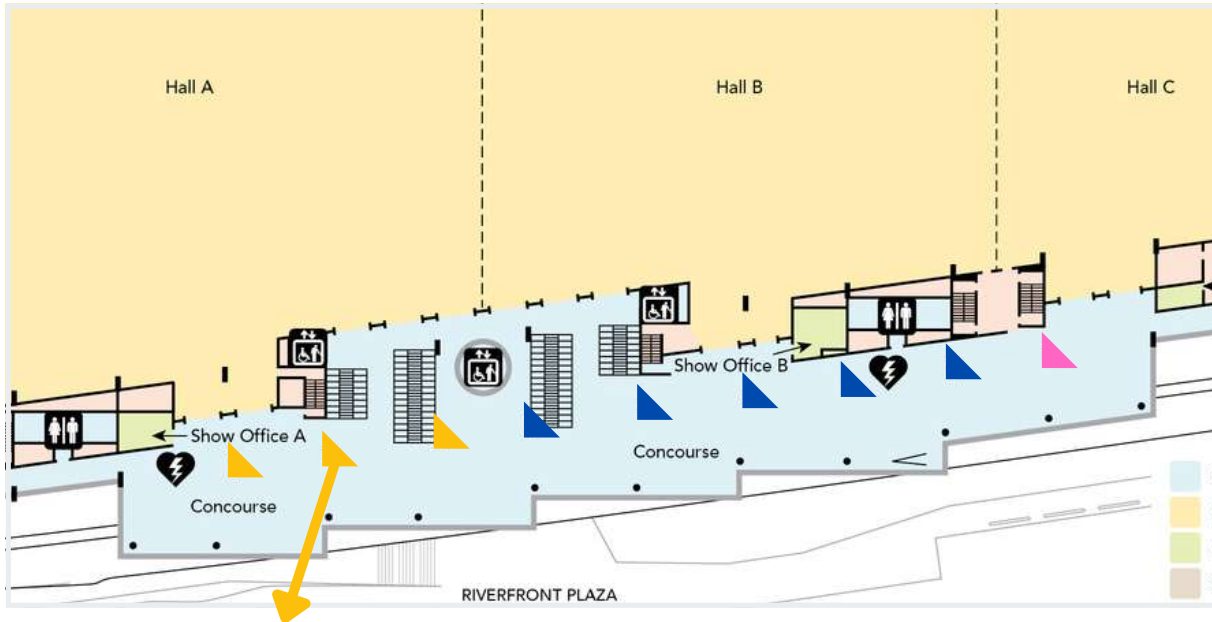 Hall A
Hall B
Hall C
Show Office B
Show Office A
Concourse
Concourse
RIVERFRONT PLAZA